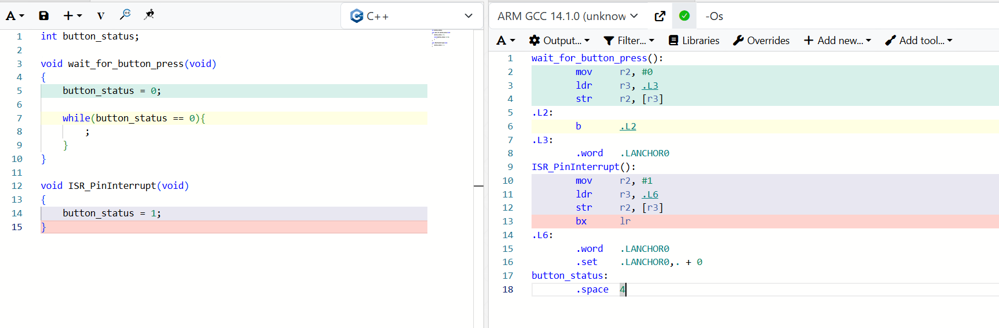 A
+
V
C++
1 int button_status;
2
3 void wait_for_button_press(void)
4 {
5 button_status = 0;
6
7 while(button_status == 0){
8 ;
9 }
10 }
11
12 void ISR_PinInterrupt(void)
13 {
14 button_status = 1;
15 }
ARM GCC 14.1.0 (unknow
-Os
A Output... Filter... Libraries Overrides + Add new... Add tool...
1 wait_for_button_press():
2 mov r2, #0
3 ldr r3, .L3
4 str r2, [r3]
5 .L2:
6 b .L2
7 .L3:
8 .word .LANCHOR0
9 ISR_PinInterrupt():
10 mov r2, #1
11 ldr r3, .L6
12 str r2, [r3]
13 bx lr
14 .L6:
15 .word .LANCHOR0
16 .set .LANCHOR0,. + 0
17 button_status:
18 .space 4